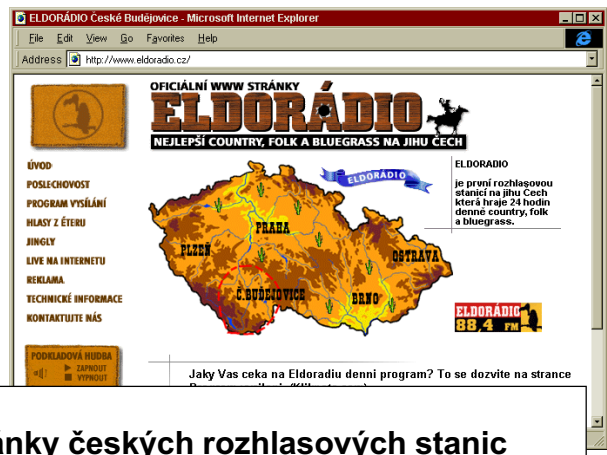 ELDORÁDIO České Budějovice - Microsoft Internet Explorer
File Edit View Go Favorites Help
Address http://www.eldoradio.cz/
OFICIÁLNÍ WWW STRÁNKY
ELDORÁDIO
NEJLEPŠÍ COUNTRY, FOLK A BLUEGRASS NA JIHU ČECH
ÚVOD
POSLECHOVOST
PROGRAM VYSÍLÁNÍ
HLASY Z ÉTERU
JINGLY
LIVE NA INTERNETU
REKLAMA
TECHNICKÉ INFORMACE
KONTAKTUJTE NÁS
PODKLADOVÁ HUDBA
ZAPNOUT
VYPNOUT
ELDORÁDIO
PRAHA
PLZEŇ
OSTRAVA
Č.BUDĚJOVICE
BRNO
ELDORADIO
je první rozhlasovou
stanicí na jihu Čech
která hraje 24 hodin
denně country, folk
a bluegrass.
ELDORÁDIO
88,4 FM
Jaky Vas ceka na Eldoradiu denni program? To se dozvite na strance
ánky českých rozhlasových stanic